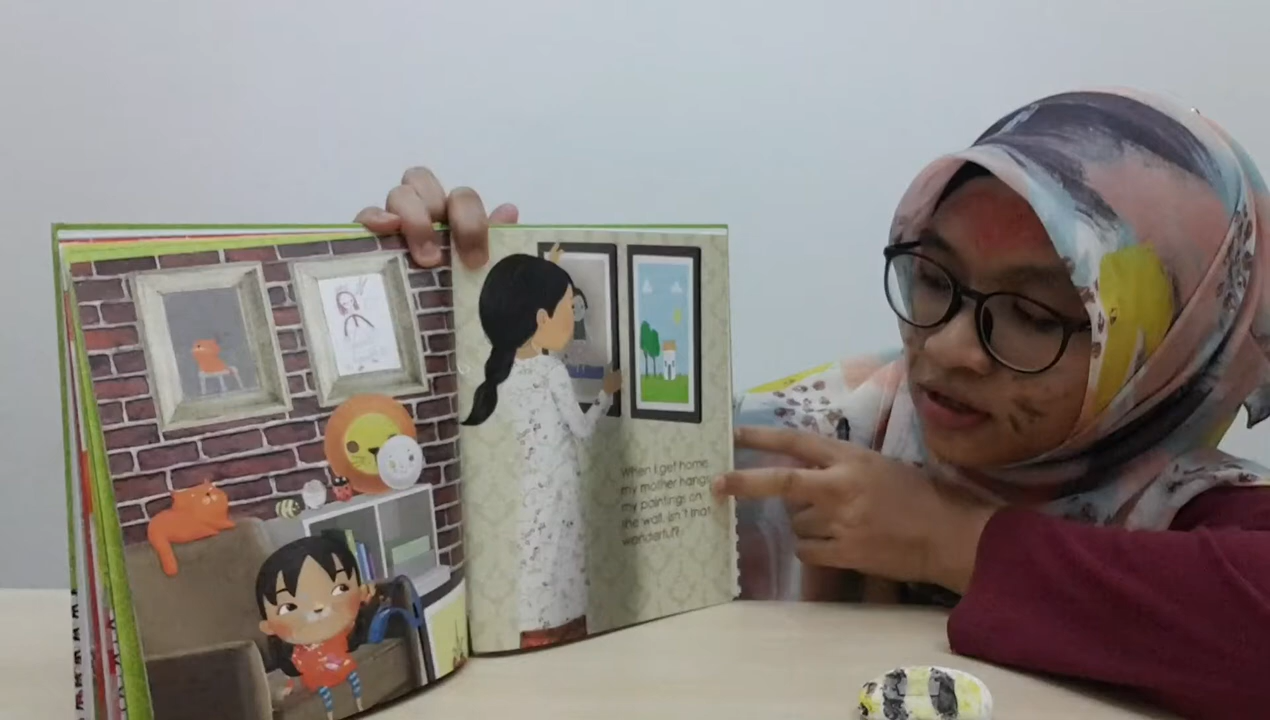 When I get home,
my mother hangs
my paintings on
the wall. Isn't that
wonderful?